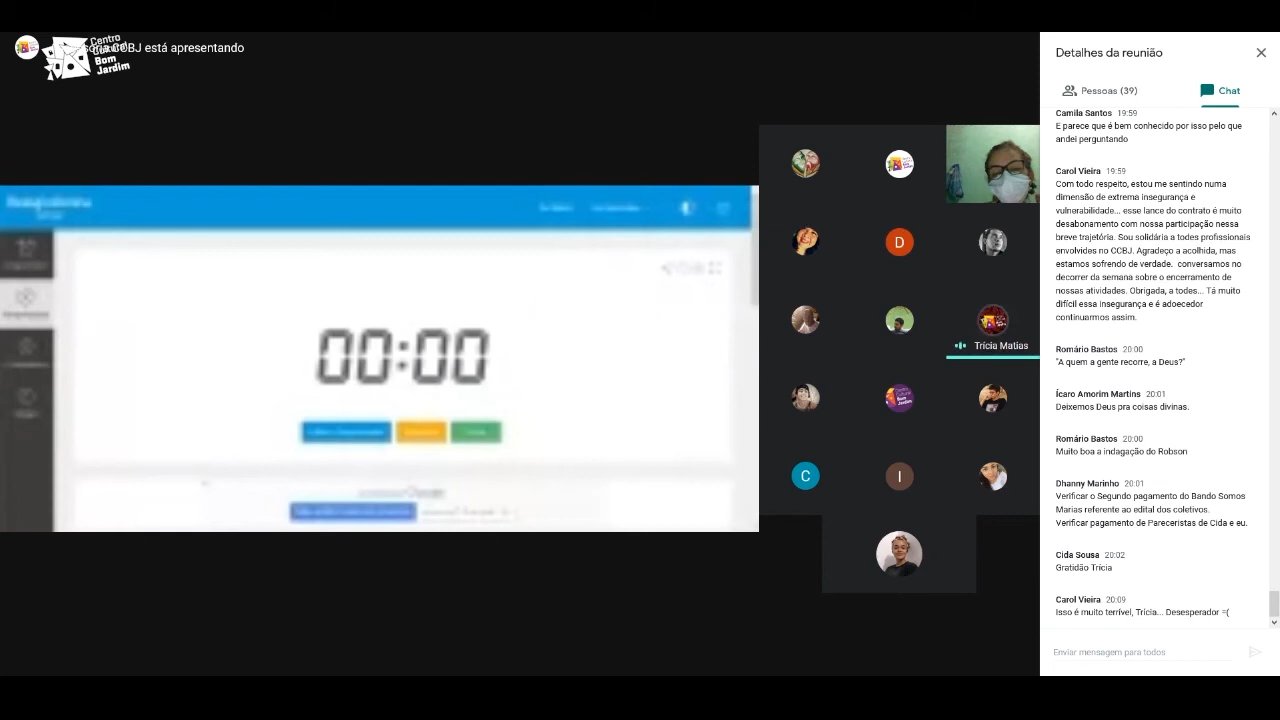 CCBJ está apresentando
Centro
Cultural
Bom
Jardim
00:00
D
Trícia Matias
C
I
Detalhes da reunião
Pessoas (39)
Chat
Camila Santos 19:59
E parece que é bem conhecido por isso pelo que
andei perguntando
Carol Vieira 19:59
Com todo respeito, estou me sentindo numa
dimensão de extrema insegurança e
vulnerabilidade... esse lance do contrato é muito
desabonamento com nossa participação nessa
breve trajetória. Sou solidária a todes profissionais
envolvides no CCBJ. Agradeço a acolhida, mas
estamos sofrendo de verdade. conversamos no
decorrer da semana sobre o encerramento de
nossas atividades. Obrigada, a todes... Tá muito
difícil essa insegurança e é adoecedor
continuarmos assim.
Romário Bastos 20:00
"A quem a gente recorre, a Deus?"
Ícaro Amorim Martins 20:01
Deixemos Deus pra coisas divinas.
Romário Bastos 20:00
Muito boa a indagação do Robson
Dhanny Marinho 20:01
Verificar o Segundo pagamento do Bando Somos
Marias referente ao edital dos coletivos.
Verificar pagamento de Pareceristas de Cida e eu.
Cida Sousa 20:02
Gratidão Trícia
Carol Vieira 20:09
Isso é muito terrível, Trícia... Desesperador =(
Enviar mensagem para todos